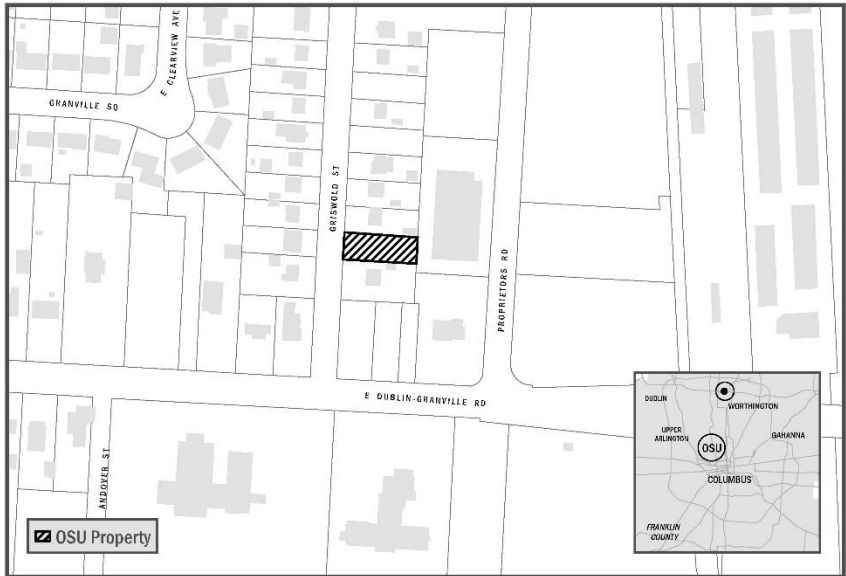 E CLEARVIEW AVE
GRANVILLE SQ
GRISWOLD ST
PROPRIETORS RD
E DUBLIN-GRANVILLE RD
ANDOVER ST
OSU Property
DUBLIN
WORTHINGTON
UPPER
ARLINGTON
OSU
GAHANNA
COLUMBUS
FRANKLIN
COUNTY